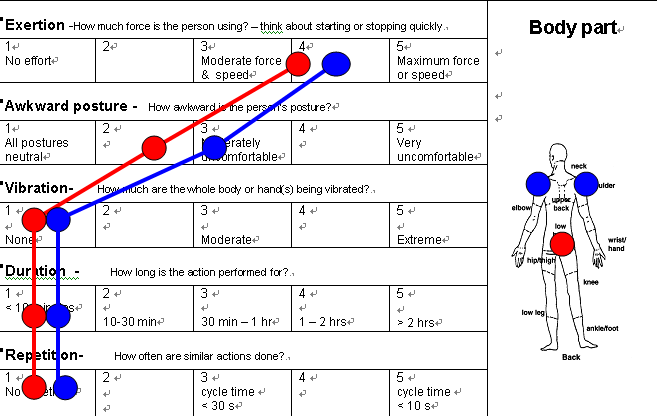 Exertion -How much force is the person using? – think about starting or stopping quickly.
1 2 3 4 5
No effort Moderate force Maximum force
& speed or speed
Awkward posture - How awkward is the person's posture?
1 2 3 4 5
All postures uncomfortable Very
neutral uncomfortable
Vibration- How much are the whole body or hand(s) being vibrated?
1 2 3 4 5
None Moderate Extreme
Duration - How long is the action performed for?
1 2 3 4 5
10-30 min 30 min – 1 hr 1 – 2 hrs > 2 hrs
Repetition- How often are similar actions done?
1 2 3 4 5
No cycle time cycle time
< 30 s < 10 s
Body part
neck
upper
back
elbow
low
wrist/
hand
hip/thigh
knee
low leg
ankle/foot
Back